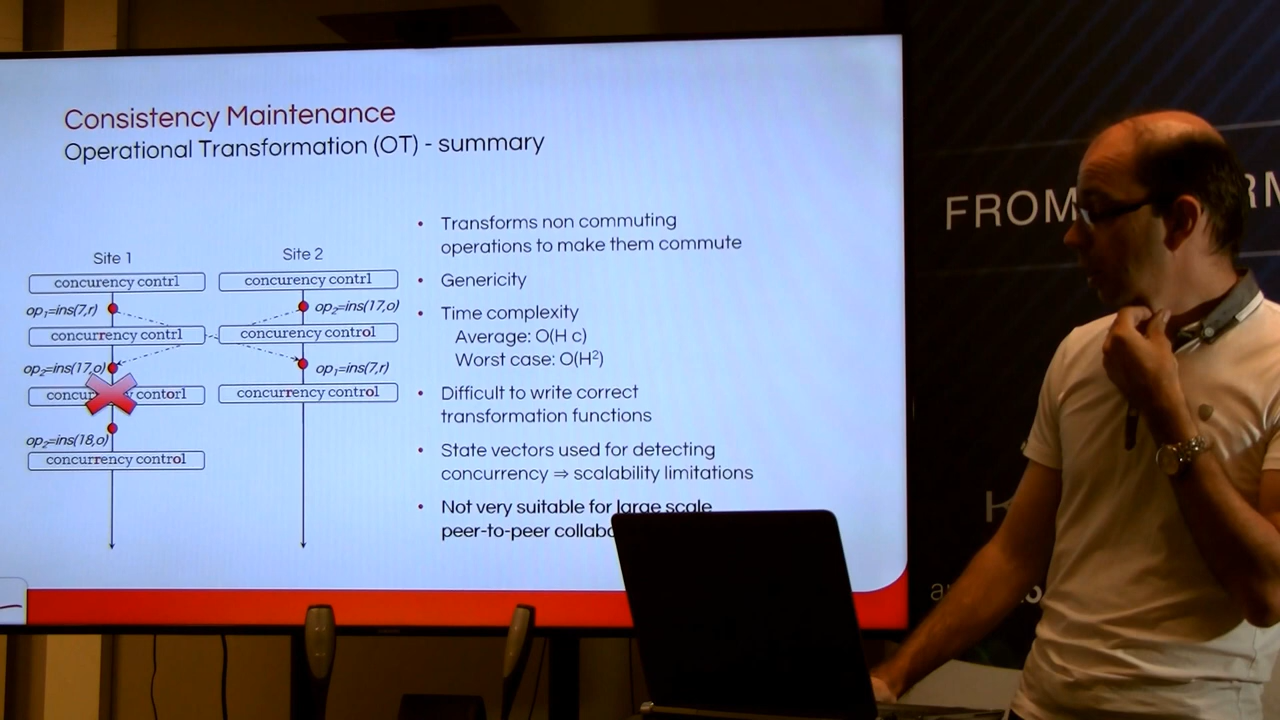 Consistency Maintenance
Operational Transformation (OT) - summary
Site 1
Site 2
concurency contrl
concurency contrl
op₁=ins(7,r)
op₂=ins(17,o)
concurrency contrl
concurency control
op₂=ins(17,o)
op₁=ins(7,r)
concur y contorl
concurrency control
op₂=ins(18,o)
concurrency control
• Transforms non commuting
operations to make them commute
• Genericity
• Time complexity
Average: O(H c)
Worst case: O(H²)
• Difficult to write correct
transformation functions
• State vectors used for detecting
concurrency ⇒ scalability limitations
• Not very suitable for large scale
peer-to-peer collabo
FROM